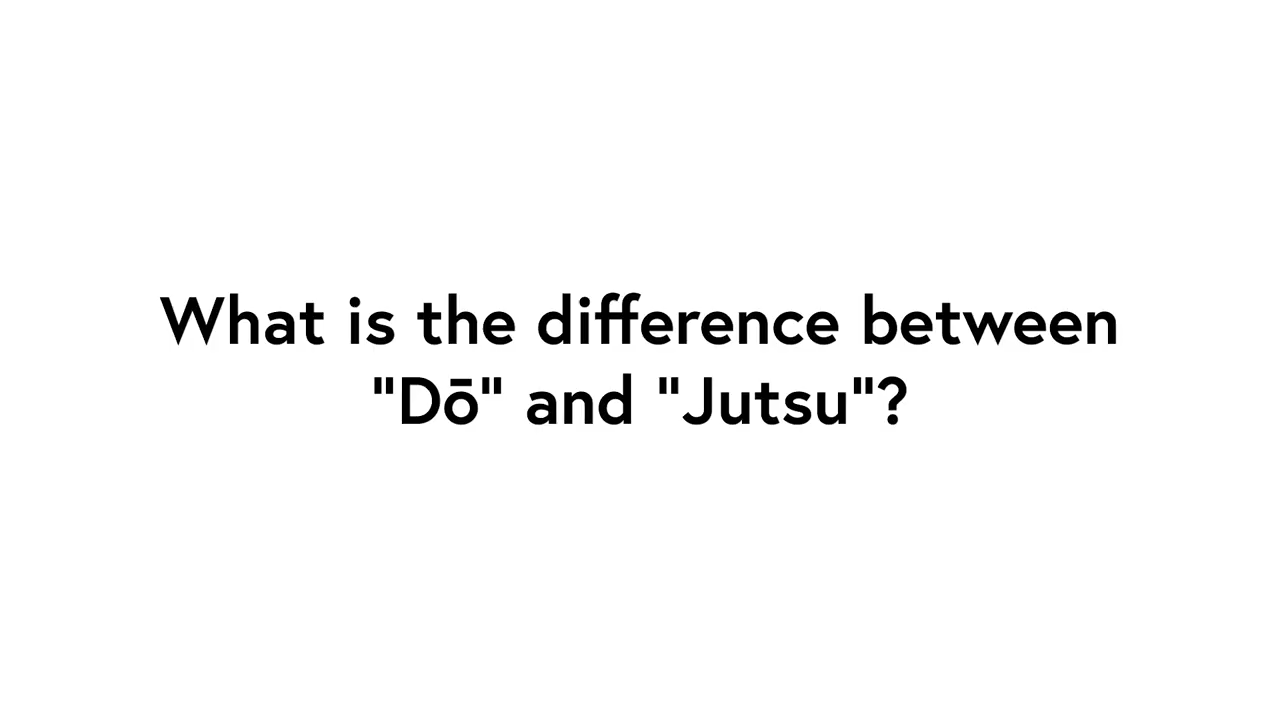 What is the difference between
"Dō" and "Jutsu"?